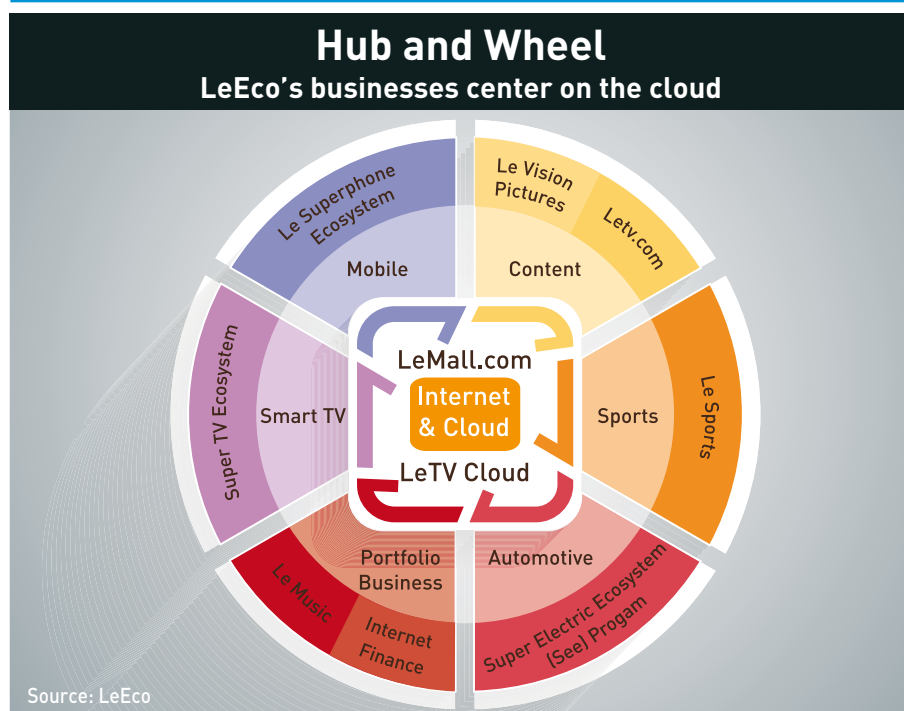 Hub and Wheel
LeEco's businesses center on the cloud
Le Superphone
Ecosystem
Mobile
Le Vision
Pictures
Letv.com
Content
Super TV Ecosystem
Smart TV
LeMall.com
Internet
& Cloud
LeTV Cloud
Sports
Le Sports
Portfolio
Business
Le Music
Internet
Finance
Automotive
Super Electric Ecosystem
(See) Progam
Source: LeEco